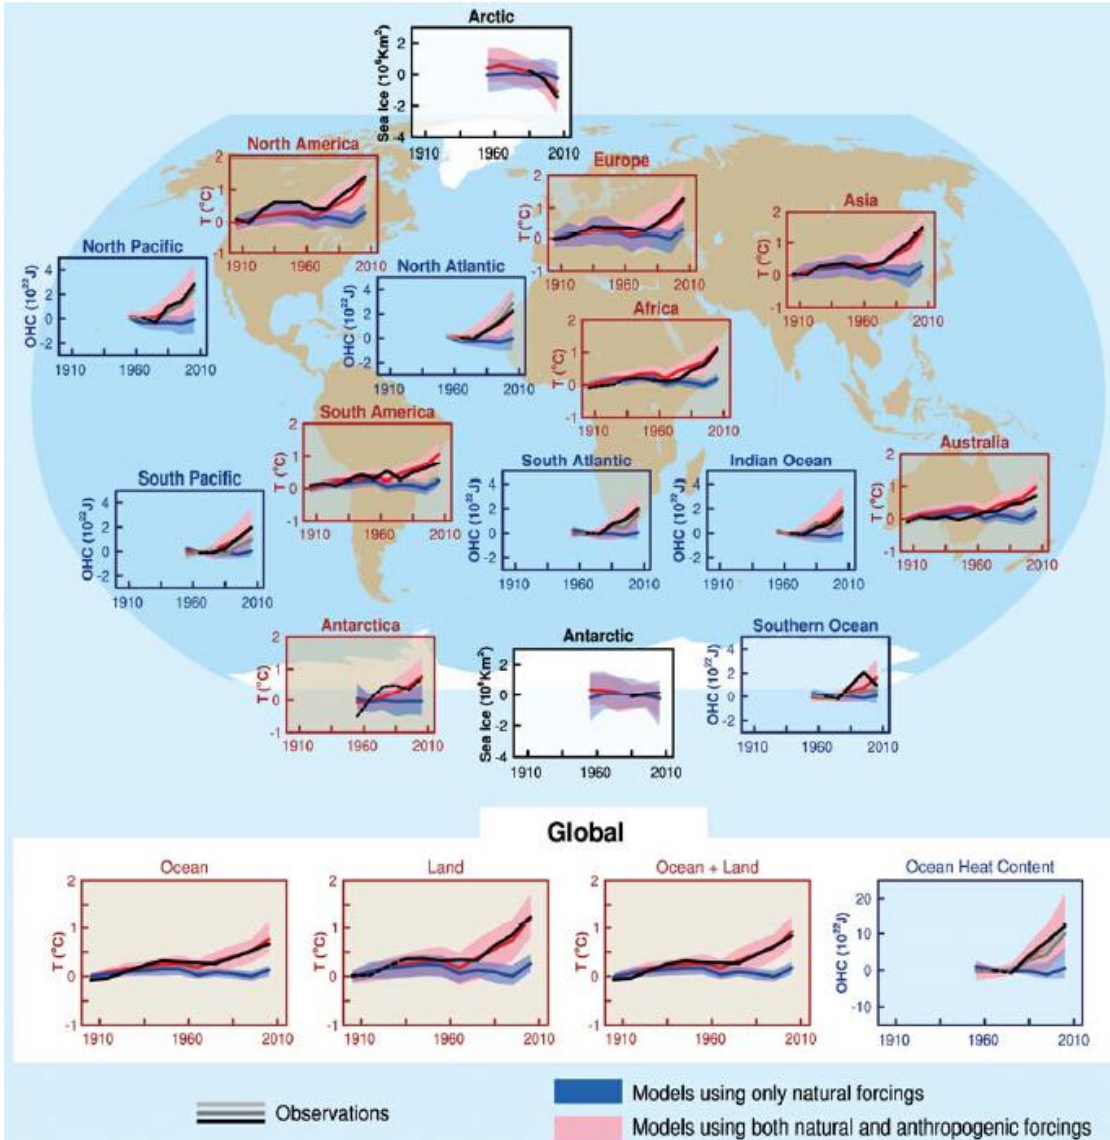 Arctic
Sea Ice (10⁶Km²)
2
0
-2
-4
1910 1960 2010
North America
T (°C)
2
1
0
-1
1910 1960 2010
Europe
T (°C)
2
1
0
-1
1910 1960 2010
Asia
T (°C)
2
1
0
-1
1910 1960 2010
North Pacific
OHC (10²²J)
4
2
0
-2
1910 1960 2010
North Atlantic
OHC (10²²J)
4
2
0
-2
1910 1960 2010
Africa
T (°C)
2
1
0
-1
1910 1960 2010
South America
T (°C)
2
1
0
-1
1910 1960 2010
South Pacific
OHC (10²²J)
4
2
0
-2
1910 1960 2010
South Atlantic
OHC (10²²J)
4
2
0
-2
1910 1960 2010
Indian Ocean
OHC (10²²J)
4
2
0
-2
1910 1960 2010
Australia
T (°C)
2
1
0
-1
1910 1960 2010
Antarctica
T (°C)
2
1
0
-1
1910 1960 2010
Antarctic
Sea Ice (10⁶Km²)
2
0
-2
-4
1910 1960 2010
Southern Ocean
OHC (10²²J)
4
2
0
-2
1910 1960 2010
Global
Ocean
T (°C)
2
1
0
-1
1910 1960 2010
Land
T (°C)
2
1
0
-1
1910 1960 2010
Ocean + Land
T (°C)
2
1
0
-1
1910 1960 2010
Ocean Heat Content
OHC (10²²J)
20
10
0
-10
1910 1960 2010
Observations
Models using only natural forcings
Models using both natural and anthropogenic forcings